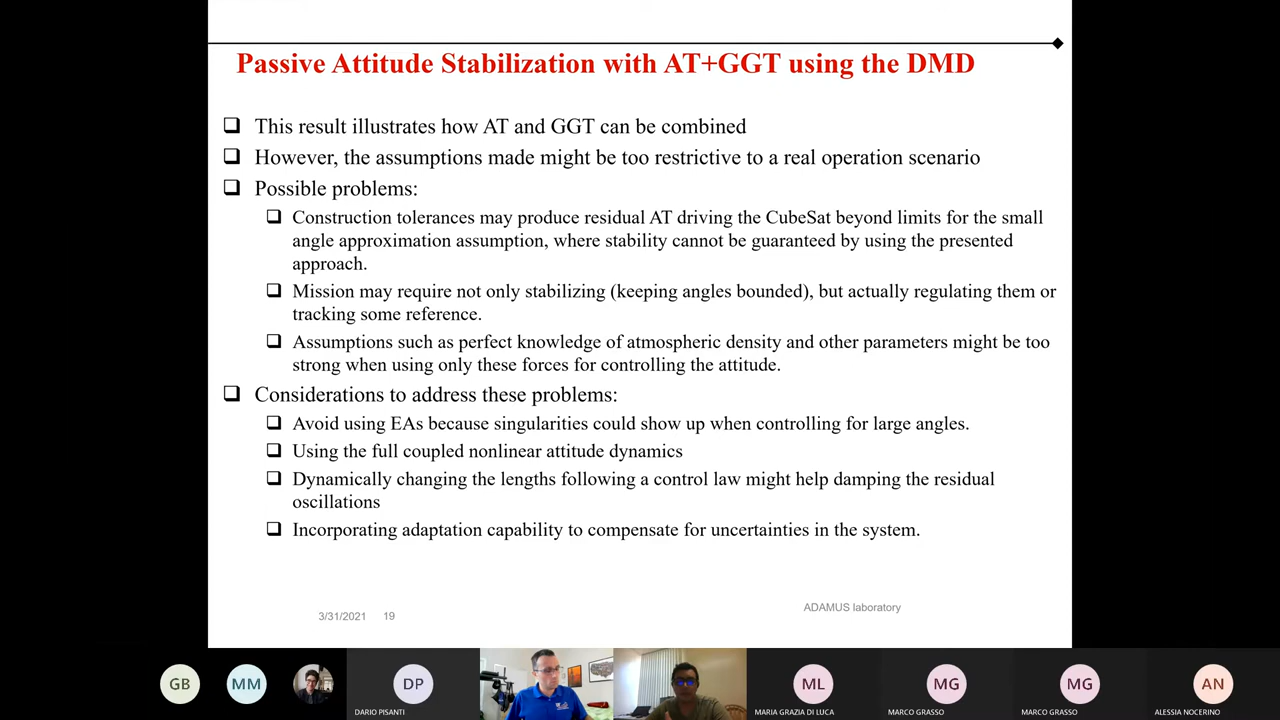 Passive Attitude Stabilization with AT+GGT using the DMD
This result illustrates how AT and GGT can be combined
However, the assumptions made might be too restrictive to a real operation scenario
Possible problems:
Construction tolerances may produce residual AT driving the CubeSat beyond limits for the small
angle approximation assumption, where stability cannot be guaranteed by using the presented
approach.
Mission may require not only stabilizing (keeping angles bounded), but actually regulating them or
tracking some reference.
Assumptions such as perfect knowledge of atmospheric density and other parameters might be too
strong when using only these forces for controlling the attitude.
Considerations to address these problems:
Avoid using EAs because singularities could show up when controlling for large angles.
Using the full coupled nonlinear attitude dynamics
Dynamically changing the lengths following a control law might help damping the residual
oscillations
Incorporating adaptation capability to compensate for uncertainties in the system.
3/31/2021 19
ADAMUS laboratory
GB MM DP ML MG MG AN
DARIO PISANTI MARIA GRAZIA DI LUCA MARCO GRASSO MARCO GRASSO ALESSIA NOCERINO